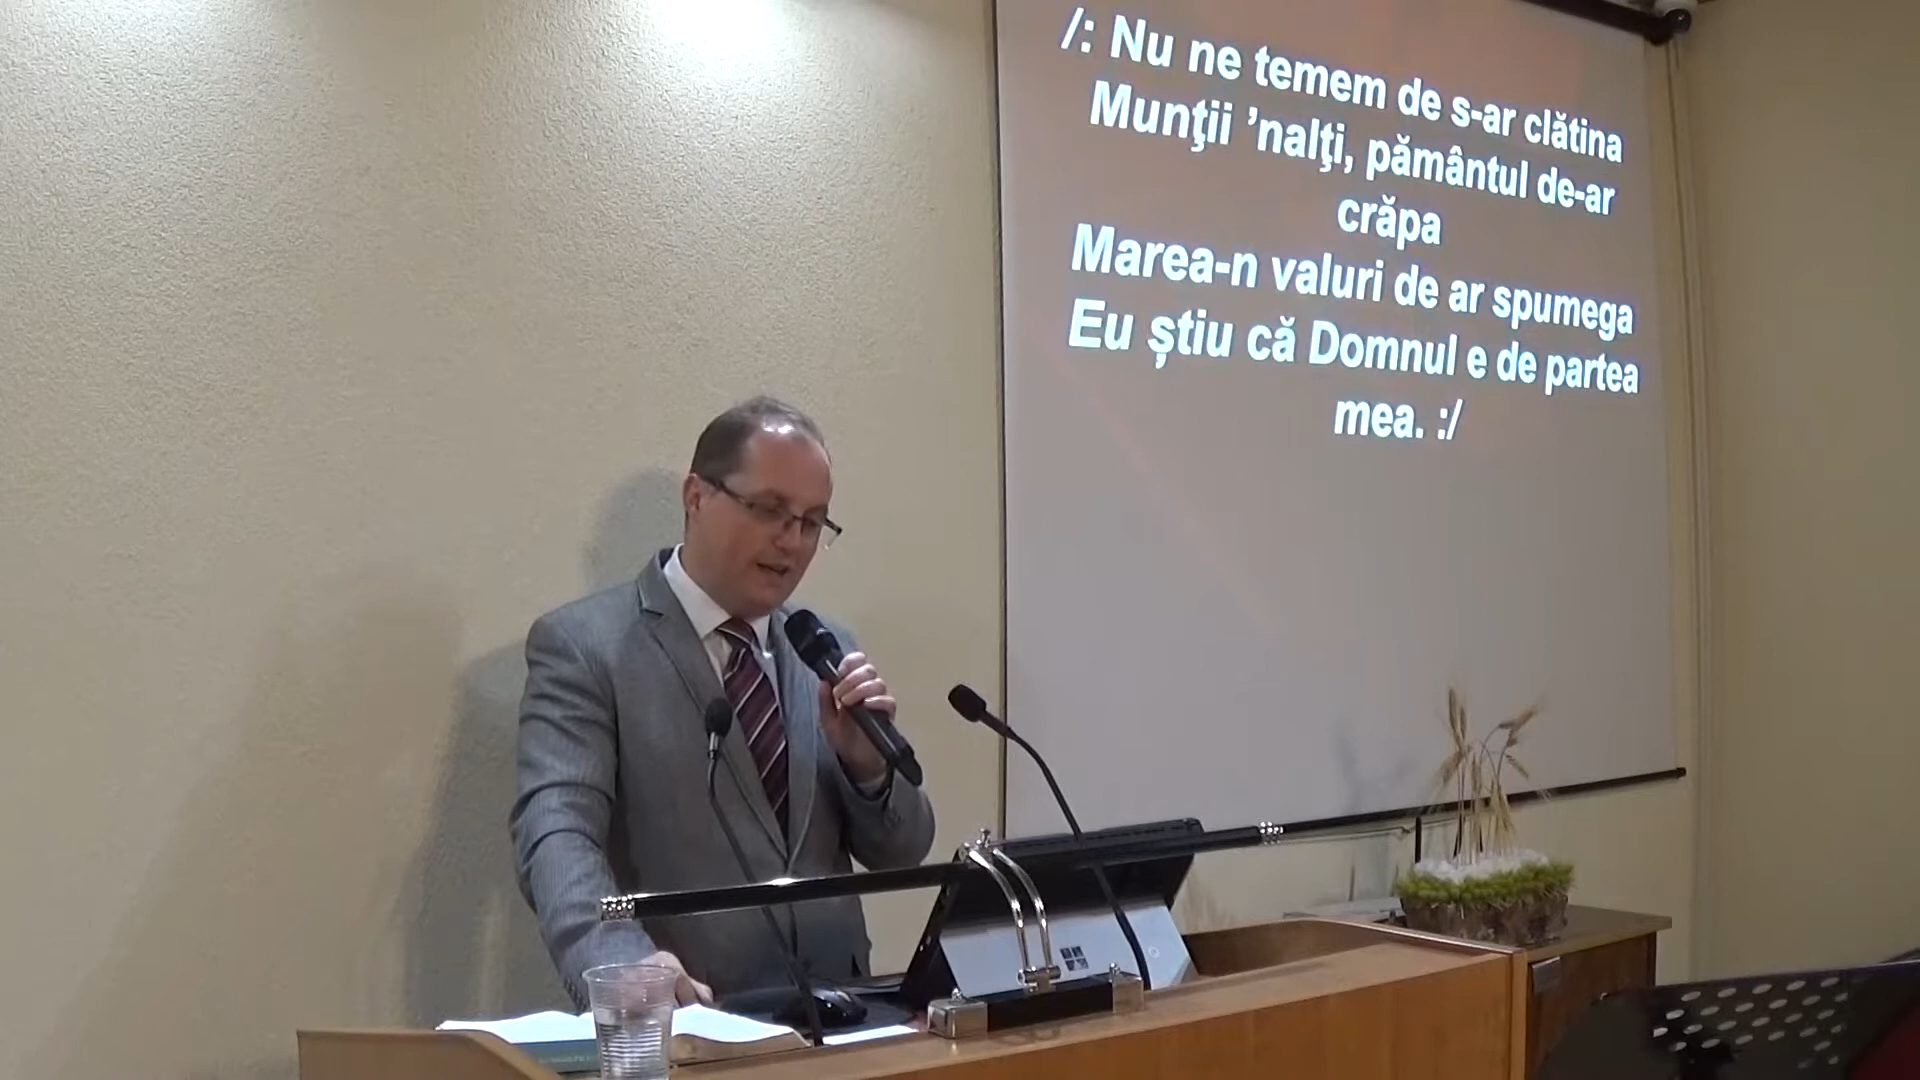 /: Nu ne temem de s-ar clătina
Munţii ’nalţi, pământul de-ar
crăpa
Marea-n valuri de ar spumega
Eu știu că Domnul e de partea
mea. :/